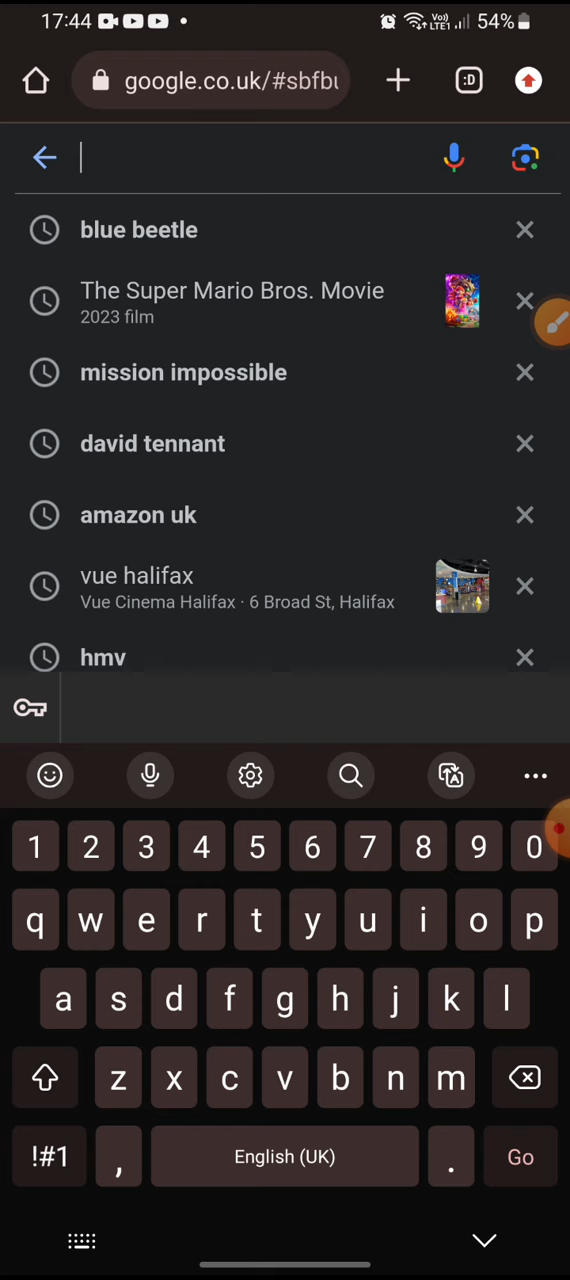 17:44 Vo) LTE1 54%
google.co.uk/#sbfbu :D
blue beetle
The Super Mario Bros. Movie
2023 film
mission impossible
david tennant
amazon uk
vue halifax
Vue Cinema Halifax · 6 Broad St, Halifax
hmv
1 2 3 4 5 6 7 8 9 0
q w e r t y u i o p
a s d f g h j k l
z x c v b n m
!#1 , English (UK) . Go